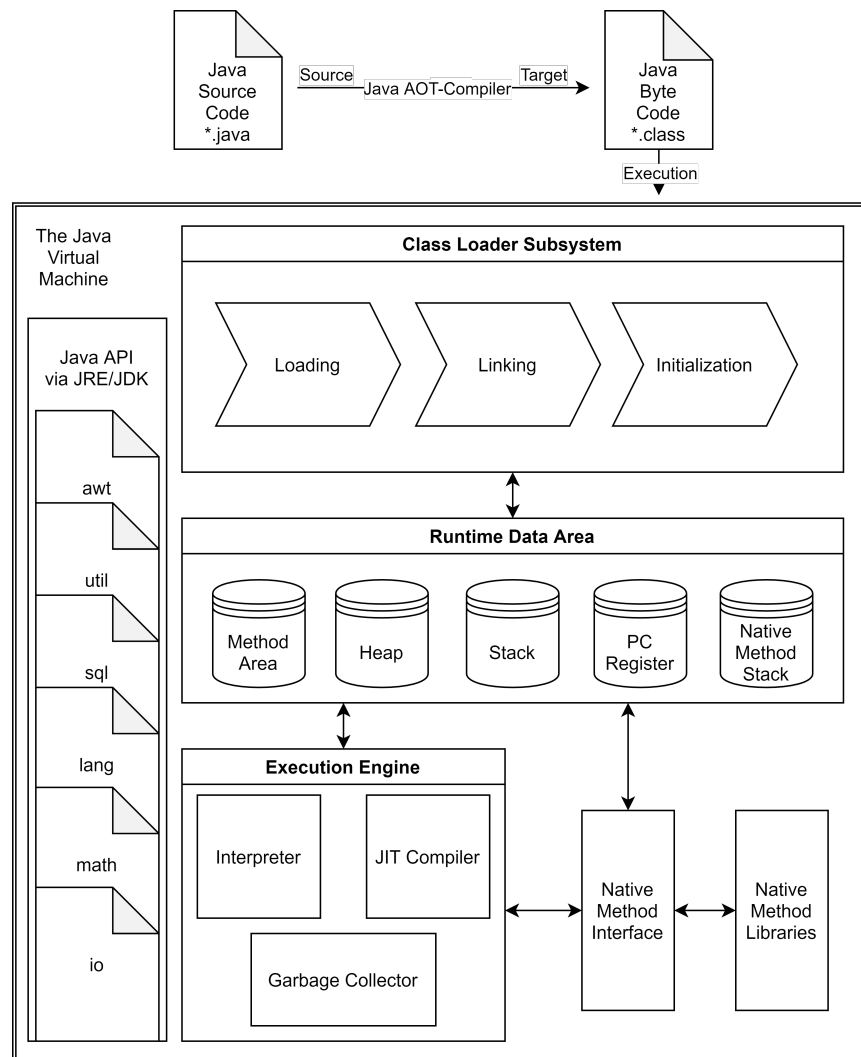 Java
Source
Code
*.java
Source
Java AOT-Compiler
Target
Java
Byte
Code
*.class
Execution
The Java
Virtual
Machine
Java API
via JRE/JDK
awt
util
sql
lang
math
io
Class Loader Subsystem
Loading
Linking
Initialization
Runtime Data Area
Method
Area
Heap
Stack
PC
Register
Native
Method
Stack
Execution Engine
Interpreter
JIT Compiler
Garbage Collector
Native
Method
Interface
Native
Method
Libraries